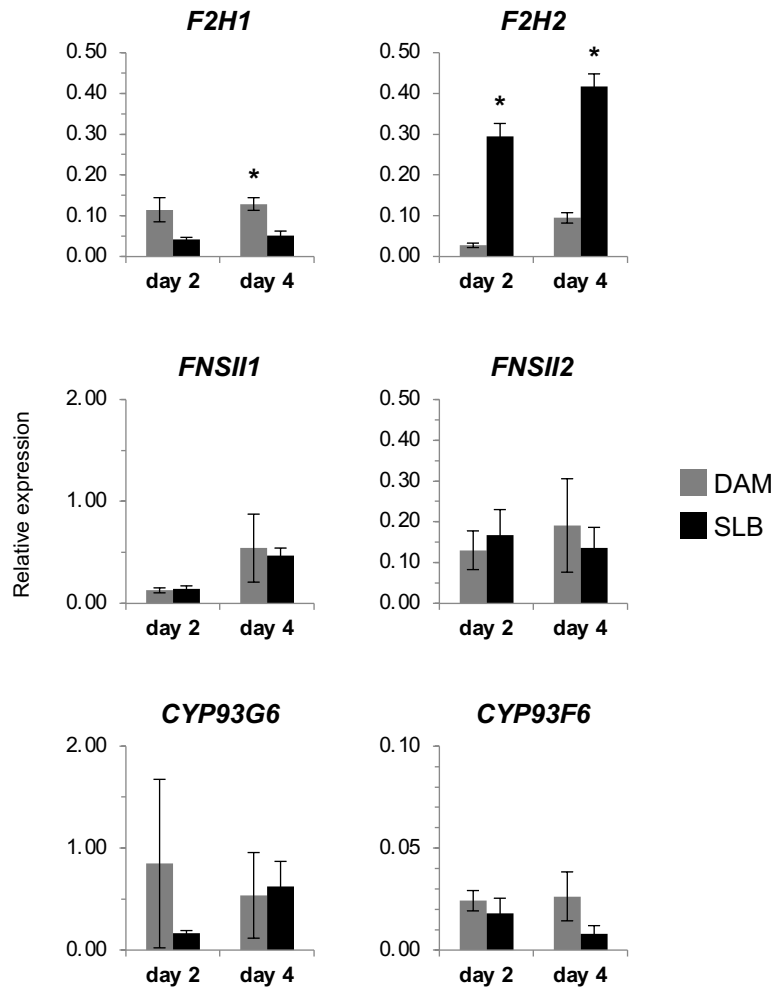 F2H1
F2H2
0.50
0.40
0.30
0.20
0.10
0.00
*
day 2
day 4
0.50
0.40
0.30
0.20
0.10
0.00
*
*
day 2
day 4
FNSII1
FNSII2
Relative expression
2.00
1.00
0.00
day 2
day 4
0.50
0.40
0.30
0.20
0.10
0.00
day 2
day 4
DAM
SLB
CYP93G6
CYP93F6
2.00
1.00
0.00
day 2
day 4
0.10
0.05
0.00
day 2
day 4